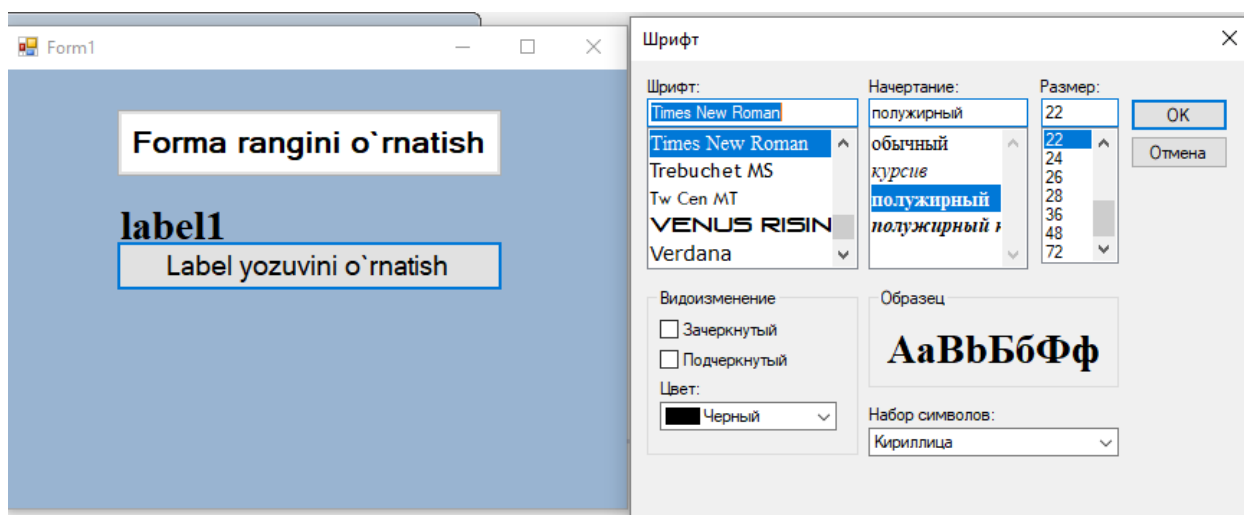 Form1
Forma rangini o`rnatish
label1
Label yozuvini o`rnatish
Шрифт
Шрифт:
Times New Roman
Times New Roman
Trebuchet MS
Tw Cen MT
VENUS RISIN
Verdana
Начертание:
полужирный
обычный
курсив
полужирный
полужирный к
Размер:
22
22
24
26
28
36
48
72
OK
Отмена
Видоизменение
Зачеркнутый
Подчеркнутый
Цвет:
Черный
Образец
АаBbБбФф
Набор символов:
Кириллица